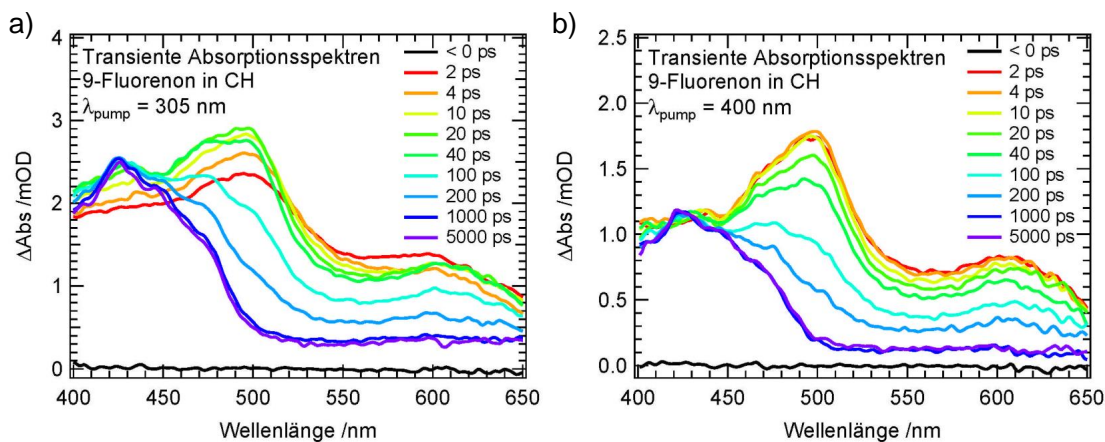 a)
Transiente Absorptionsspektren
9-Fluorenon in CH
λpump = 305 nm
< 0 ps
2 ps
4 ps
10 ps
20 ps
40 ps
100 ps
200 ps
1000 ps
5000 ps
4
3
2
1
0
ΔAbs /mOD
400 450 500 550 600 650
Wellenlänge /nm
b)
Transiente Absorptionsspektren
9-Fluorenon in CH
λpump = 400 nm
< 0 ps
2 ps
4 ps
10 ps
20 ps
40 ps
100 ps
200 ps
1000 ps
5000 ps
2.5
2.0
1.5
1.0
0.5
0.0
ΔAbs /mOD
400 450 500 550 600 650
Wellenlänge /nm